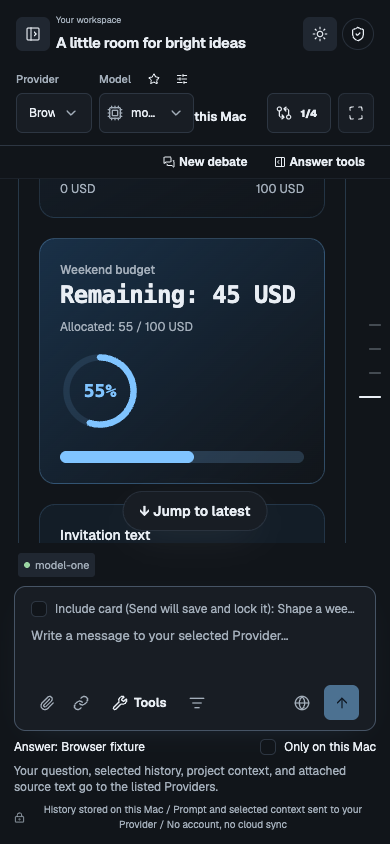 Your workspace
A little room for bright ideas
Provider
Model
Brow
mo...
this Mac
1/4
New debate
Answer tools
0 USD
100 USD
Weekend budget
Remaining: 45 USD
Allocated: 55 / 100 USD
55%
Jump to latest
Invitation text
model-one
Include card (Send will save and lock it): Shape a wee...
Write a message to your selected Provider...
Tools
Answer: Browser fixture
Only on this Mac
Your question, selected history, project context, and attached
source text go to the listed Providers.
History stored on this Mac / Prompt and selected context sent to your
Provider / No account, no cloud sync